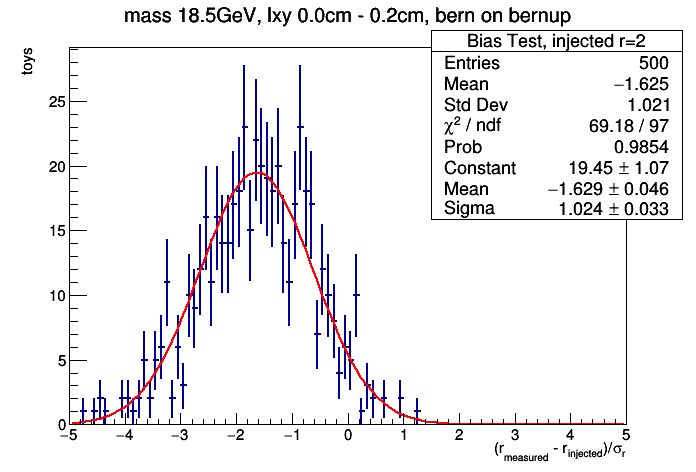 mass 18.5GeV, lxy 0.0cm - 0.2cm, bern on bernup
Bias Test, injected r=2
Entries 500
Mean −1.625
Std Dev 1.021
χ² / ndf 69.18 / 97
Prob 0.9854
Constant 19.45 ± 1.07
Mean −1.629 ± 0.046
Sigma 1.024 ± 0.033
toys
25
20
15
10
5
0
−5 −4 −3 −2 −1 0 1 2 3 4 5
(r_measured - r_injected)/σ_r